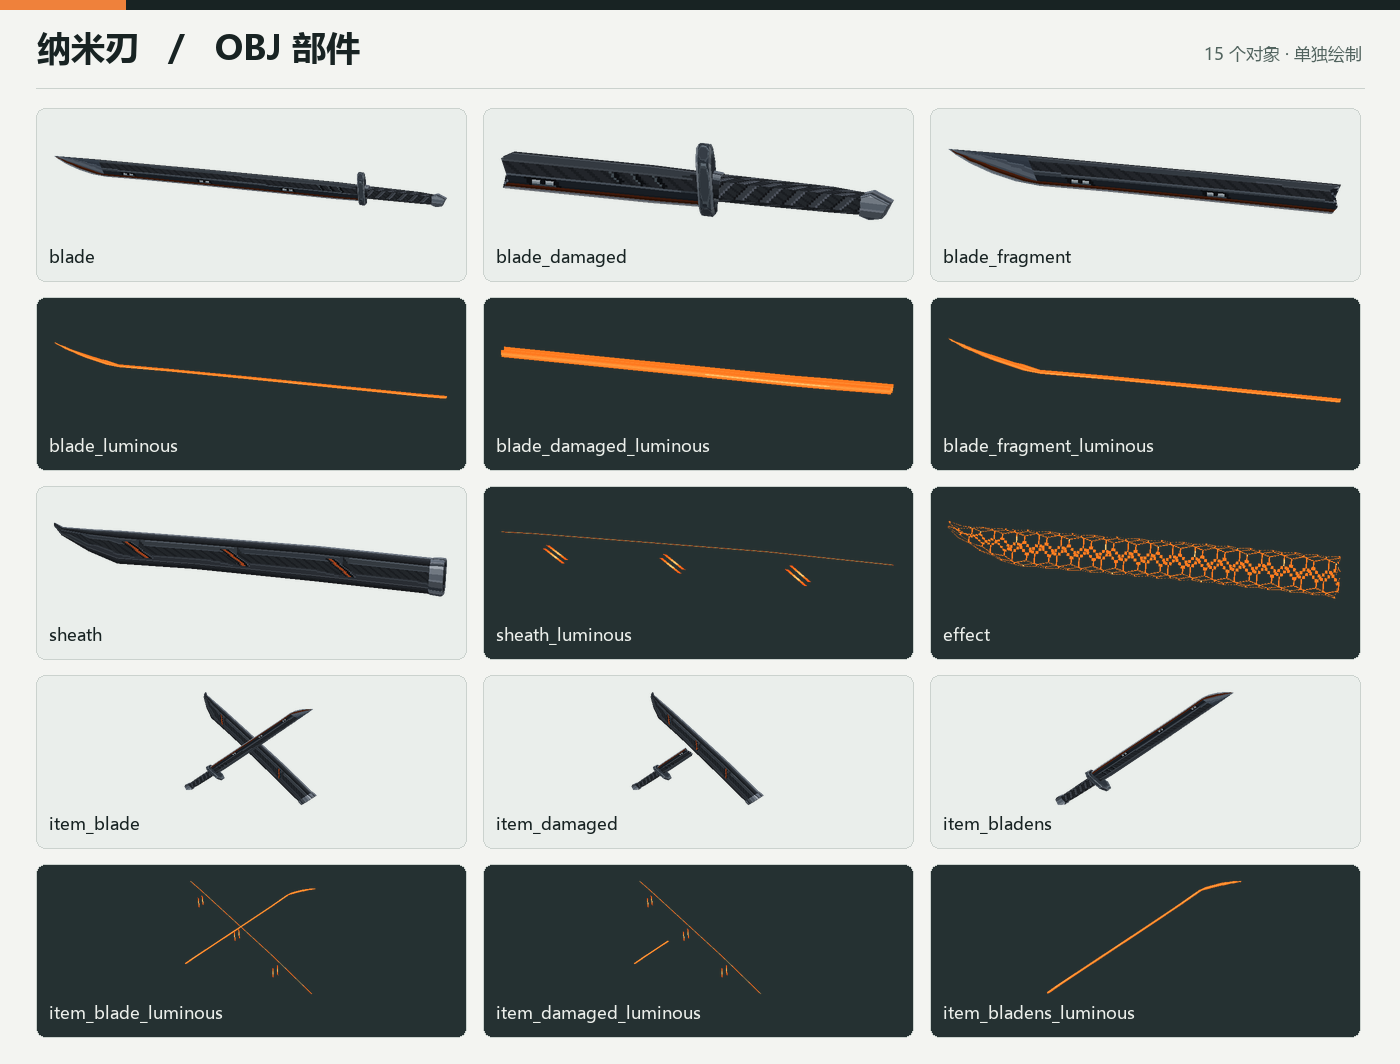 纳米刃 / OBJ 部件
15 个对象 · 单独绘制
blade
blade_damaged
blade_fragment
blade_luminous
blade_damaged_luminous
blade_fragment_luminous
sheath
sheath_luminous
effect
item_blade
item_damaged
item_bladens
item_blade_luminous
item_damaged_luminous
item_bladens_luminous